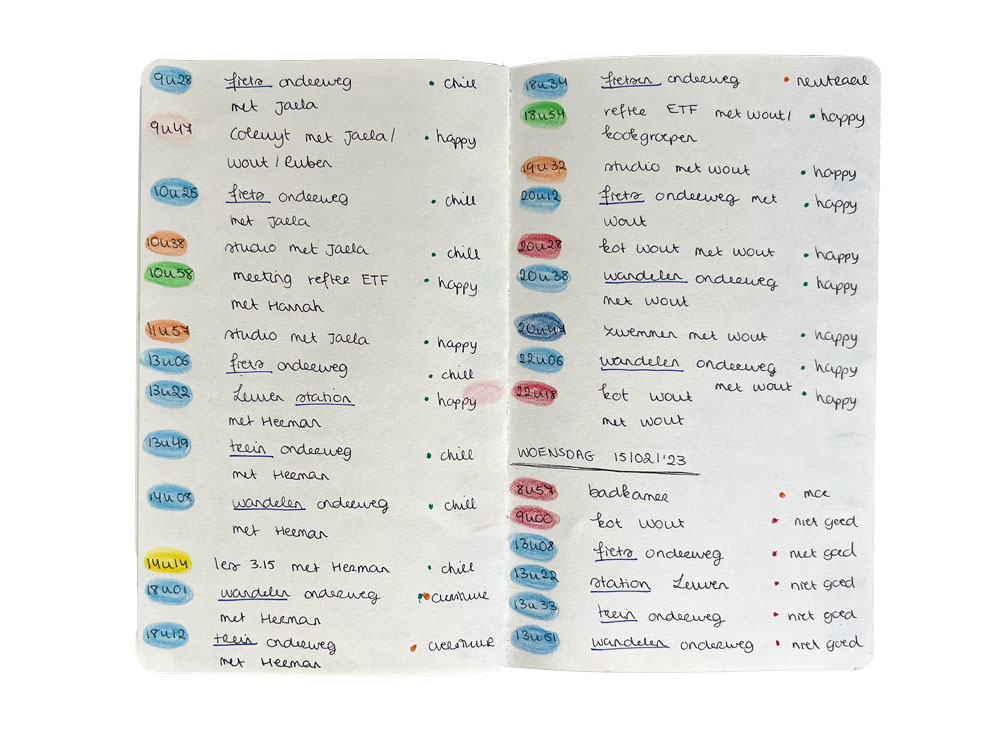 9u28 fiets onderweg • chill
met Jaela
9u47 Colruyt met Jaela / • happy
Wout / Ruben
10u25 fiets onderweg • chill
met Jaela
10u38 studio met Jaela • chill
10u58 meeting reftee ETF • happy
met Hannah
11u57 studio met Jaela • happy
13u06 fiets onderweg • chill
13u22 Leuven station • happy
met Herman
13u49 trein onderweg • chill
met Herman
14u08 wandelen onderweg • chill
met Herman
14u14 les 3.15 met Herman • chill
18u01 wandelen onderweg
met Herman
18u12 trein onderweg • overstuur
met Herman
18u34 fietsen onderweg • neutraal
18u54 reftee ETF met wout / • happy
kookgroepen
19u32 studio met wout • happy
20u12 fiets onderweg met • happy
wout
20u28 kot wout met wout • happy
20u38 wandelen onderweg • happy
met wout
20u47 zwemmen met wout • happy
22u06 wandelen onderweg • happy
met wout
22u18 kot wout • happy
met wout
WOENSDAG 15/02/'23
8u57 badkamer • mce
9u00 kot wout • niet goed
13u08 fiets onderweg • niet goed
13u22 station Leuven • niet goed
13u33 trein onderweg • niet goed
13u51 wandelen onderweg • niet goed